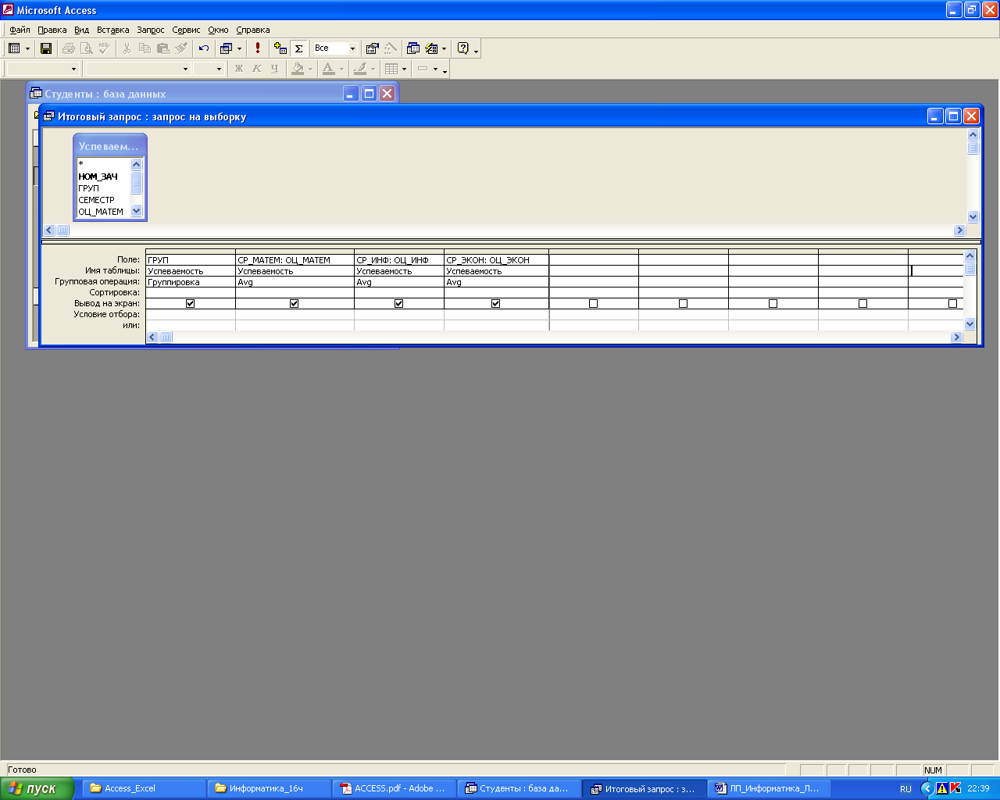 Microsoft Access
Файл Правка Вид Вставка Запрос Сервис Окно Справка
Все
Ж К Ч
Студенты : база данных
Итоговый запрос : запрос на выборку
Успеваем...
*
НОМ_ЗАЧ
ГРУП
СЕМЕСТР
ОЦ_МАТЕМ
Поле: ГРУП СР_МАТЕМ: ОЦ_МАТЕМ СР_ИНФ: ОЦ_ИНФ СР_ЭКОН: ОЦ_ЭКОН
Имя таблицы: Успеваемость Успеваемость Успеваемость Успеваемость
Групповая операция: Группировка Avg Avg Avg
Сортировка:
Вывод на экран:
Условие отбора:
или:
Готово NUM
пуск Access_Excel Информатика_16ч ACCESS.pdf - Adobe ... Студенты : база да... Итоговый запрос : з... ЛП_Информатика_Л... RU 22:39